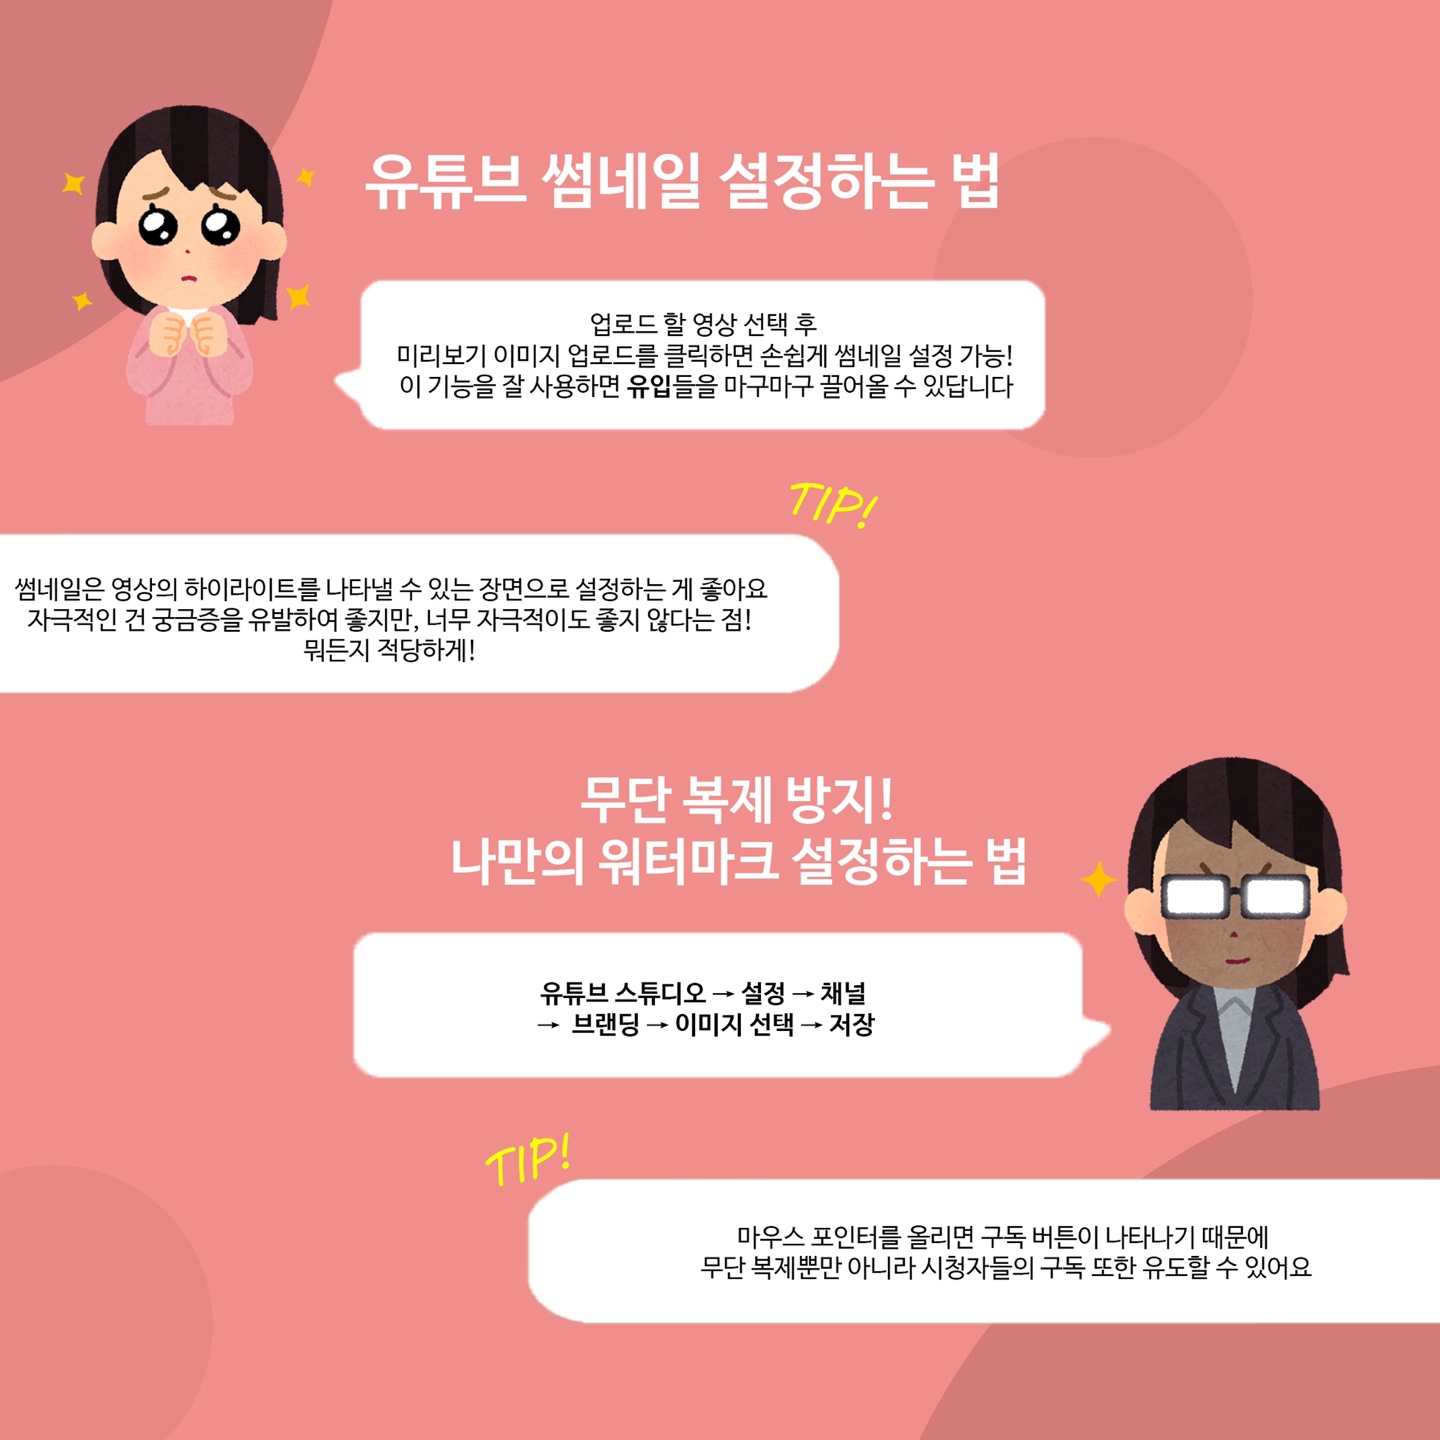 유튜브 썸네일 설정하는 법
업로드 할 영상 선택 후
미리보기 이미지 업로드를 클릭하면 손쉽게 썸네일 설정 가능!
이 기능을 잘 사용하면 유입들을 마구마구 끌어올 수 있답니다
TIP!
썸네일은 영상의 하이라이트를 나타낼 수 있는 장면으로 설정하는 게 좋아요
자극적인 건 궁금증을 유발하여 좋지만, 너무 자극적이도 좋지 않다는 점!
뭐든지 적당하게!
무단 복제 방지!
나만의 워터마크 설정하는 법
유튜브 스튜디오 → 설정 → 채널
→ 브랜딩 → 이미지 선택 → 저장
TIP!
마우스 포인터를 올리면 구독 버튼이 나타나기 때문에
무단 복제뿐만 아니라 시청자들의 구독 또한 유도할 수 있어요